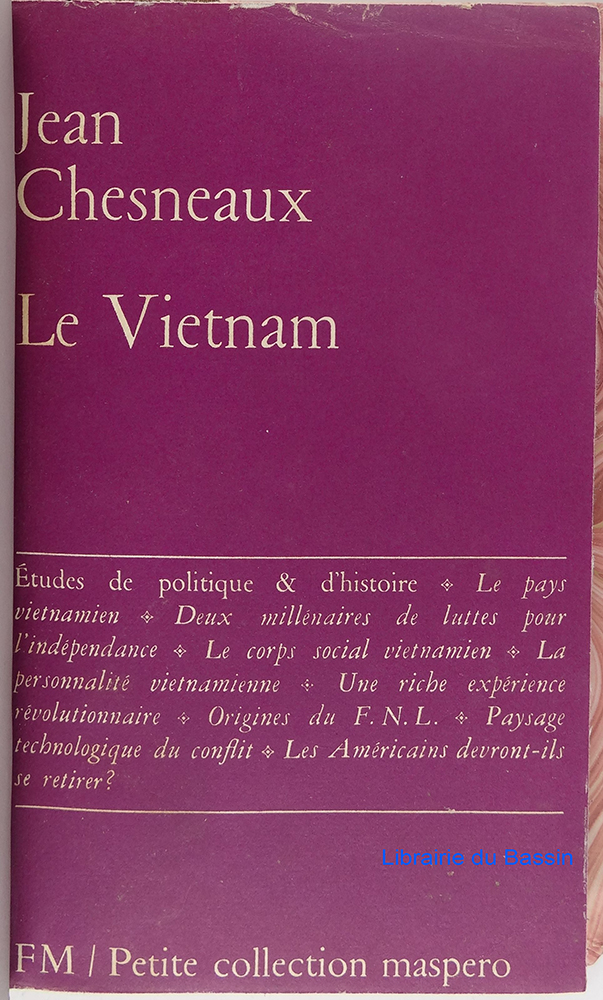 Jean
Chesneaux
Le Vietnam
Études de politique & d'histoire ❖ Le pays
vietnamien ❖ Deux millénaires de luttes pour
l'indépendance ❖ Le corps social vietnamien ❖ La
personnalité vietnamienne ❖ Une riche expérience
révolutionnaire ❖ Origines du F.N.L. ❖ Paysage
technologique du conflit ❖ Les Américains devront-ils
se retirer?
Librairie du Bassin
FM / Petite collection maspero